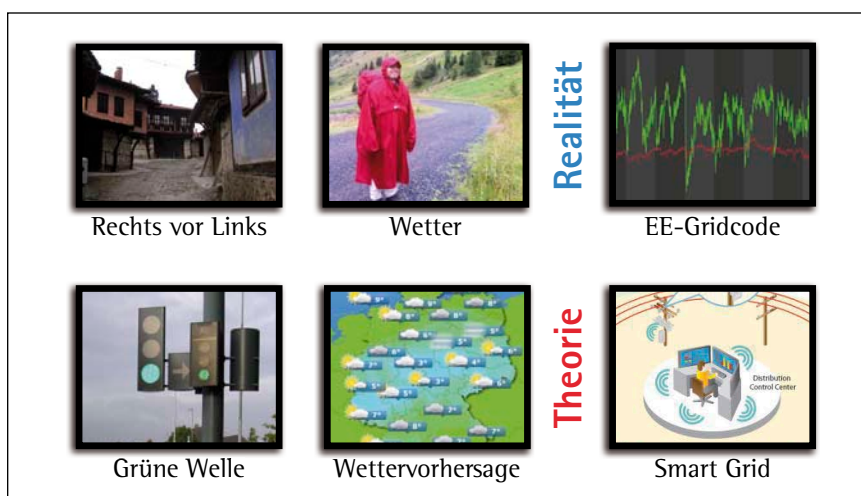 Realität
Rechts vor Links
Wetter
EE-Gridcode
Theorie
Distribution
Control Center
Grüne Welle
Wettervorhersage
Smart Grid